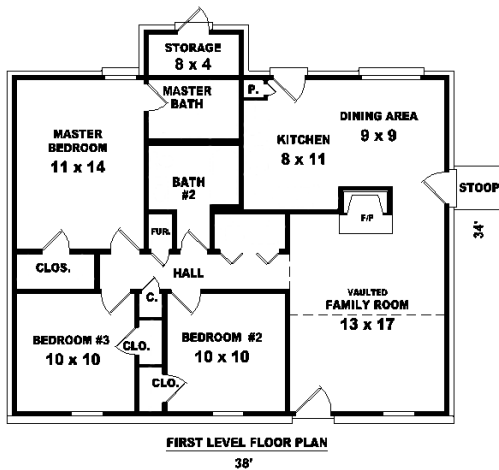 STORAGE
8 x 4
P.
MASTER
BATH
DINING AREA
9 x 9
KITCHEN
8 x 11
MASTER
BEDROOM
11 x 14
BATH
#2
STOOP
F/P
34'
FUR.
CLOS.
HALL
VAULTED
FAMILY ROOM
13 x 17
C.
BEDROOM #3
10 x 10
CLO.
BEDROOM #2
10 x 10
CLO.
FIRST LEVEL FLOOR PLAN
38'